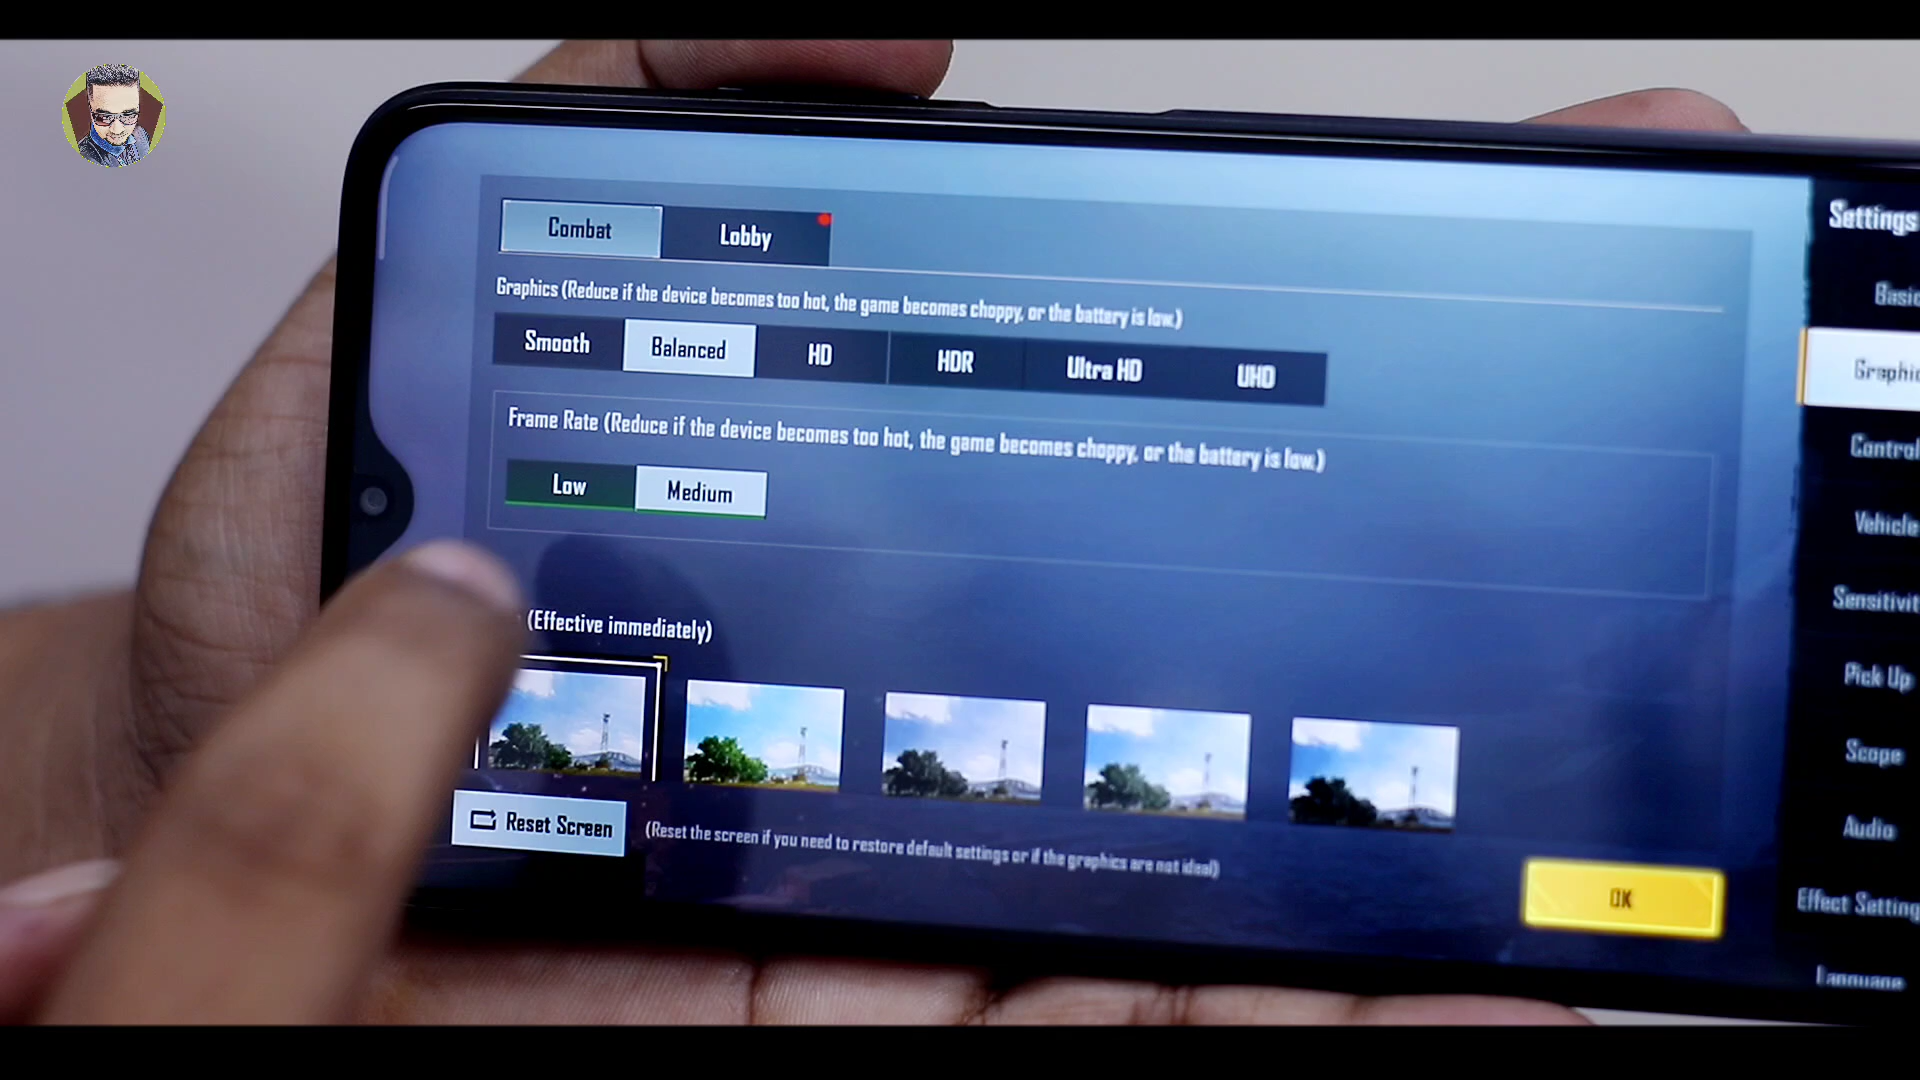 Combat
Lobby
Settings
Graphics (Reduce if the device becomes too hot, the game becomes choppy, or the battery is low.)
Basic
Smooth
Balanced
HD
HDR
Ultra HD
UHD
Graphic
Frame Rate (Reduce if the device becomes too hot, the game becomes choppy, or the battery is low.)
Control
Low
Medium
Vehicle
(Effective immediately)
Sensitivit
Pick Up
Scope
Reset Screen
(Reset the screen if you need to restore default settings or if the graphics are not ideal)
Audio
OK
Effect Setting
Language